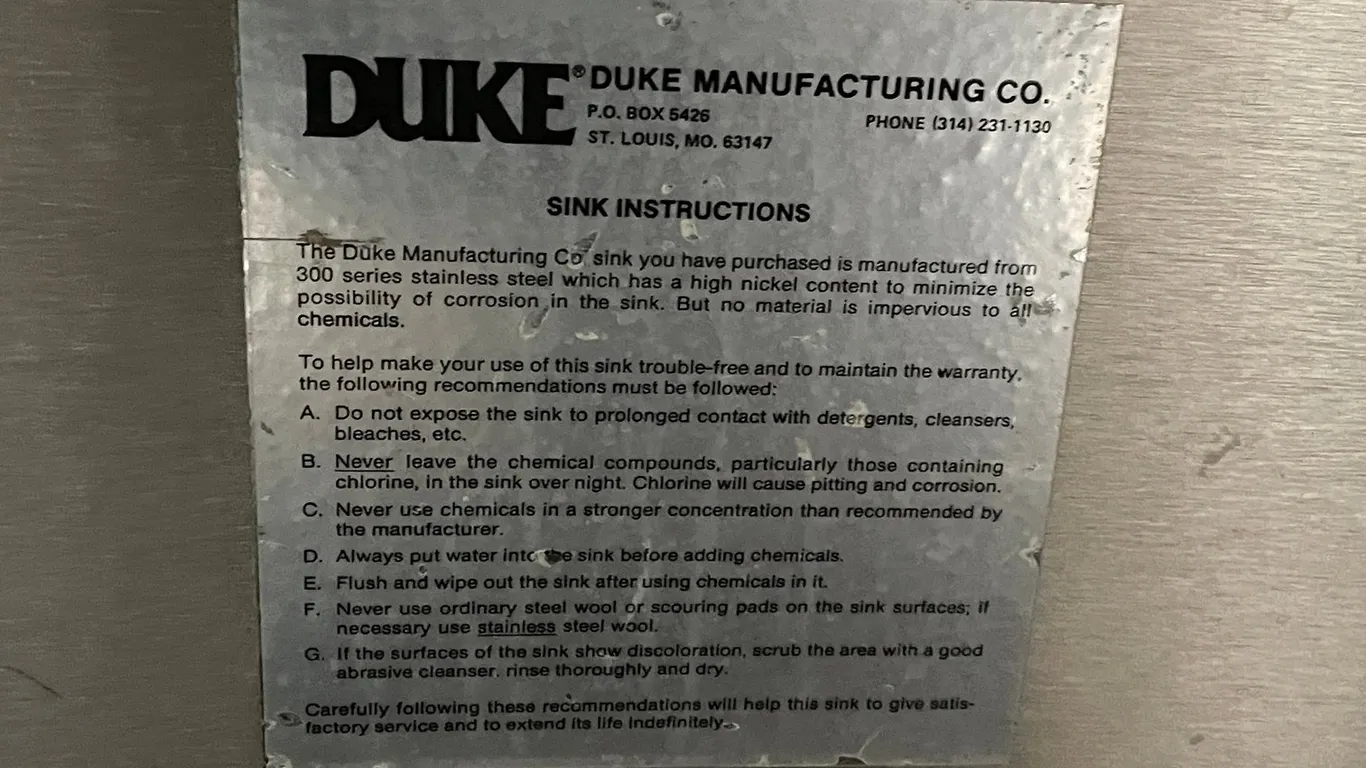 DUKE® DUKE MANUFACTURING CO.
P.O. BOX 5426 PHONE (314) 231-1130
ST. LOUIS, MO. 63147
SINK INSTRUCTIONS
The Duke Manufacturing Co sink you have purchased is manufactured from
300 series stainless steel which has a high nickel content to minimize the
possibility of corrosion in the sink. But no material is impervious to all
chemicals.
To help make your use of this sink trouble-free and to maintain the warranty,
the following recommendations must be followed:
A. Do not expose the sink to prolonged contact with detergents, cleansers,
bleaches, etc.
B. Never leave the chemical compounds, particularly those containing
chlorine, in the sink over night. Chlorine will cause pitting and corrosion.
C. Never use chemicals in a stronger concentration than recommended by
the manufacturer.
D. Always put water into the sink before adding chemicals.
E. Flush and wipe out the sink after using chemicals in it.
F. Never use ordinary steel wool or scouring pads on the sink surfaces; if
necessary use stainless steel wool.
G. If the surfaces of the sink show discoloration, scrub the area with a good
abrasive cleanser. rinse thoroughly and dry.
Carefully following these recommendations will help this sink to give satis-
factory service and to extend its life indefinitely.